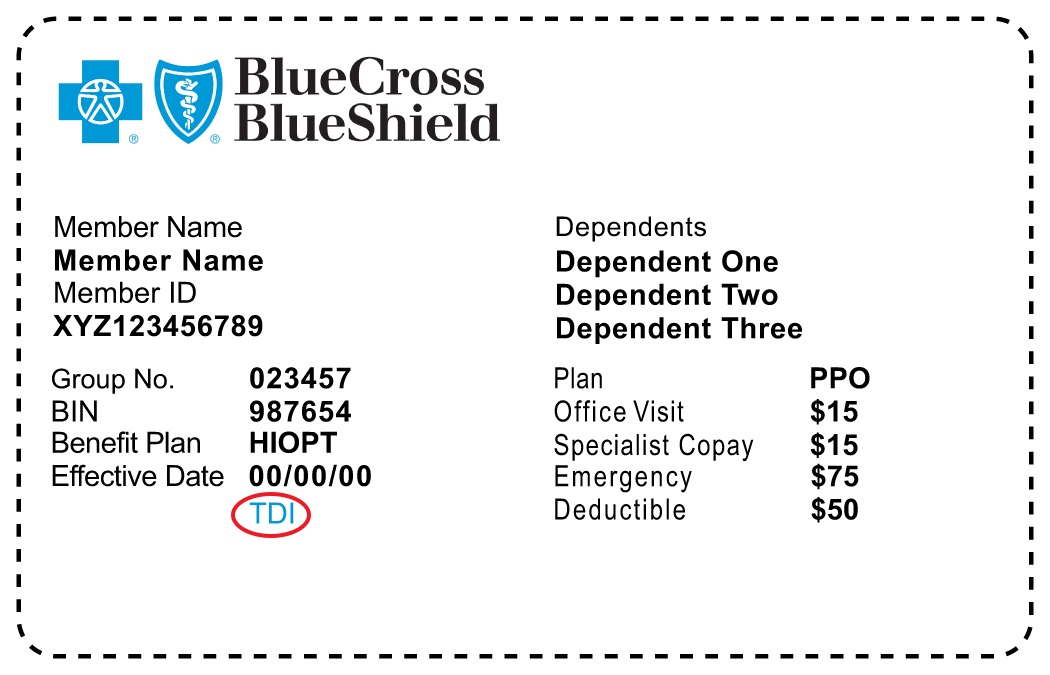 BlueCross
BlueShield
® ®
Member Name
Member Name
Member ID
XYZ123456789
Dependents
Dependent One
Dependent Two
Dependent Three
Group No. 023457
BIN 987654
Benefit Plan HIOPT
Effective Date 00/00/00
TDI
Plan PPO
Office Visit $15
Specialist Copay $15
Emergency $75
Deductible $50